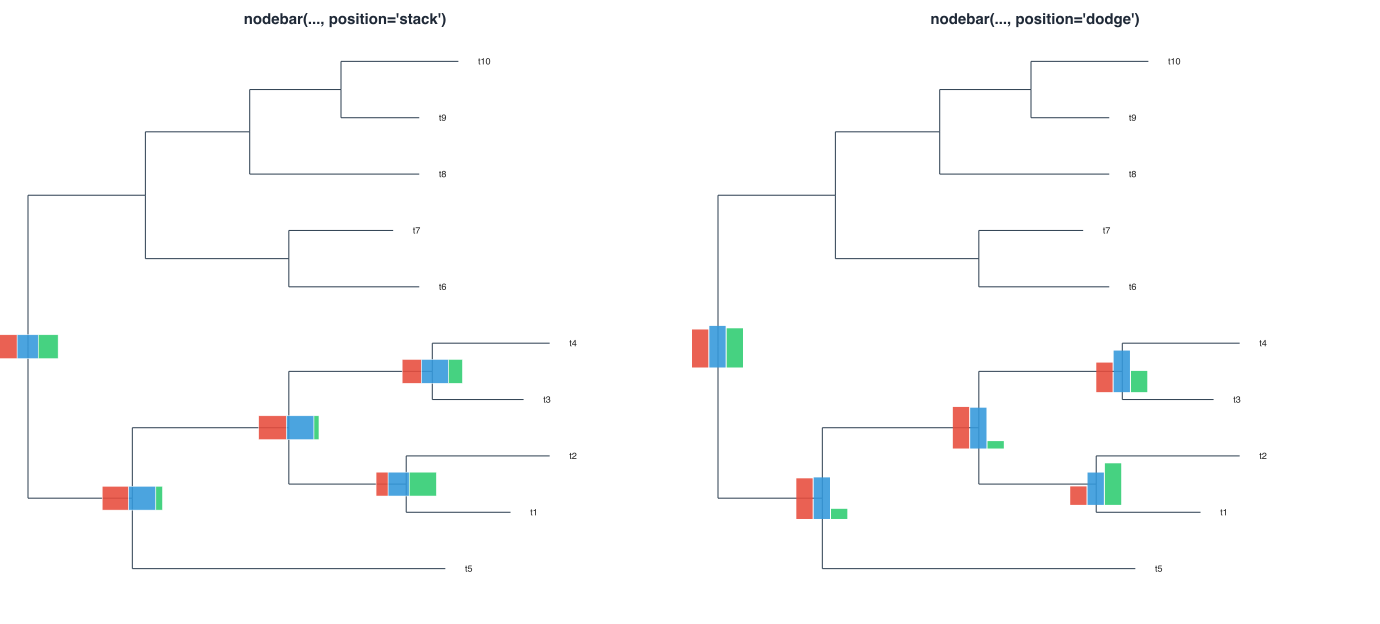 nodebar(..., position='stack')
t10
t9
t8
t7
t6
t4
t3
t2
t1
t5
nodebar(..., position='dodge')
t10
t9
t8
t7
t6
t4
t3
t2
t1
t5